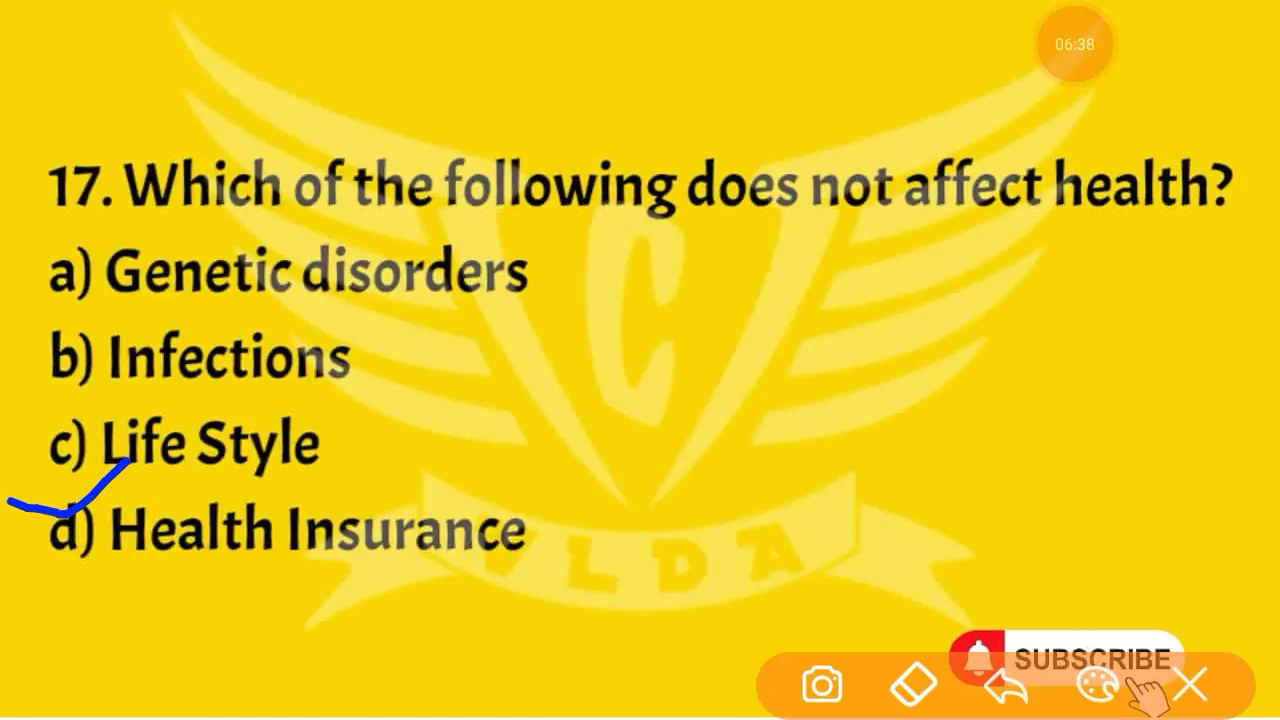 06:38
17. Which of the following does not affect health?
a) Genetic disorders
b) Infections
c) Life Style
d) Health Insurance
VLDA
SUBSCRIBE